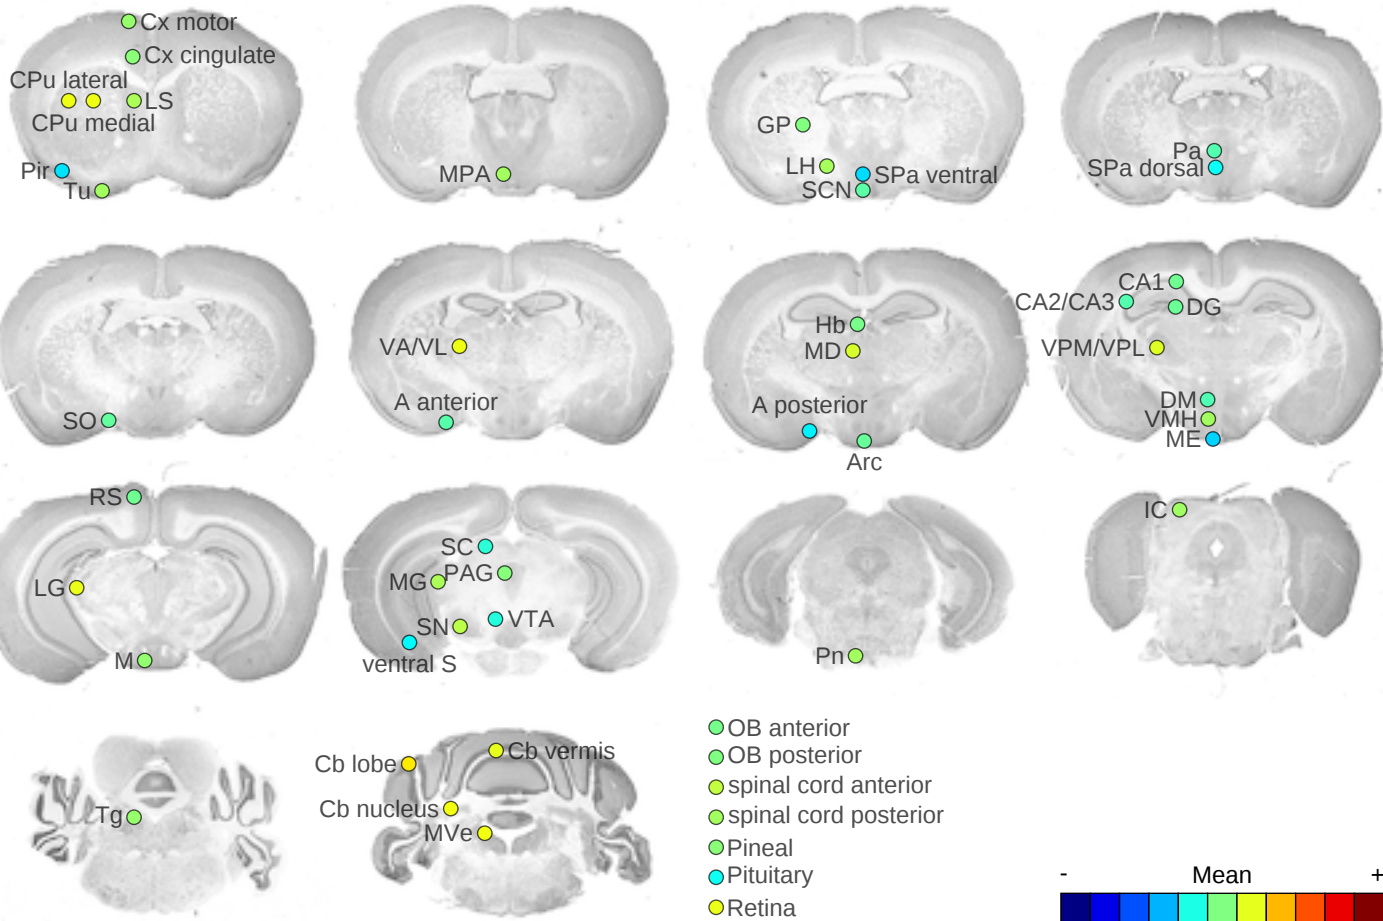 Cx motor
Cx cingulate
CPu lateral
LS
CPu medial
Pir
Tu
MPA
GP
LH
SPa ventral
SCN
Pa
SPa dorsal
SO
VA/VL
A anterior
Hb
MD
A posterior
Arc
CA1
CA2/CA3
DG
VPM/VPL
DM
VMH
ME
RS
LG
M
SC
PAG
MG
VTA
SN
ventral S
Pn
IC
Tg
Cb vermis
Cb lobe
Cb nucleus
MVe
OB anterior
OB posterior
spinal cord anterior
spinal cord posterior
Pineal
Pituitary
Retina
- Mean +